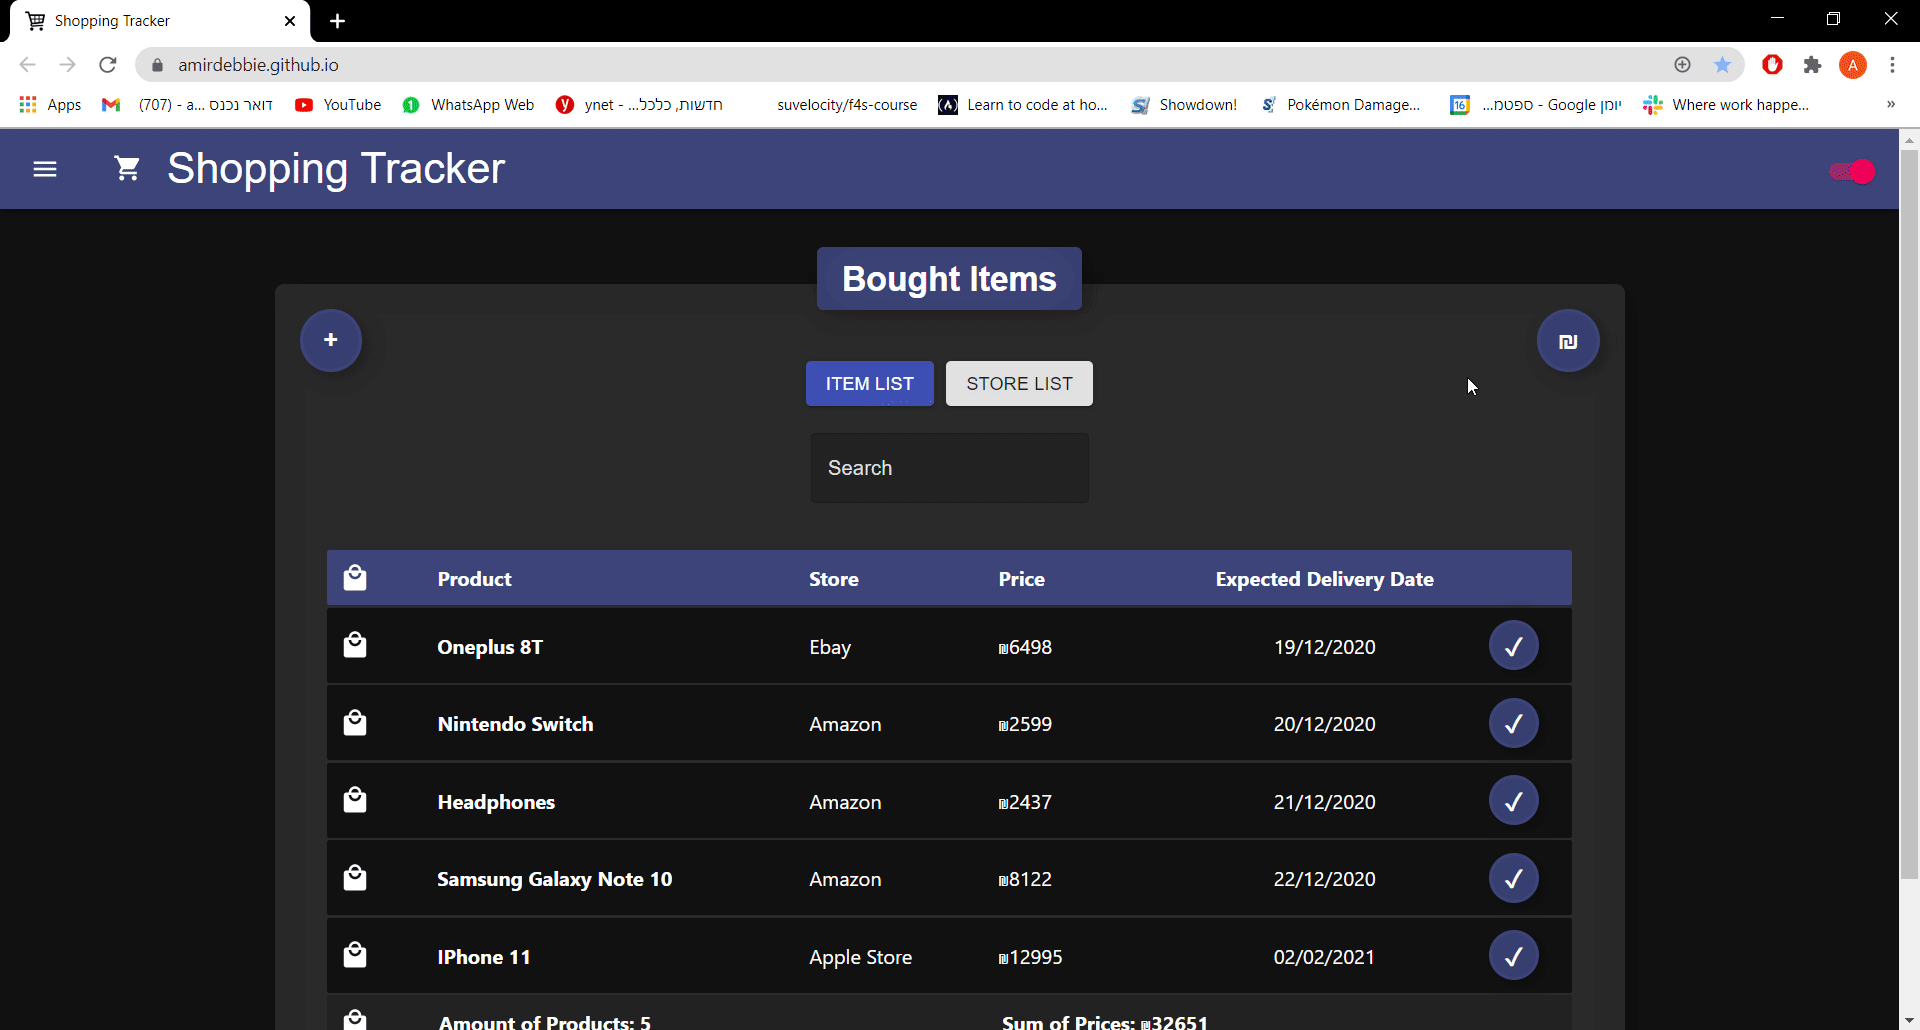 Shopping Tracker
amirdebbie.github.io
A
Apps
(707) - a... דואר נכנס
YouTube
1
WhatsApp Web
y
ynet - ...חדשות, כלכל
suvelocity/f4s-course
Learn to code at ho...
Showdown!
Pokémon Damage...
16
...יומן Google - ספטמ
Where work happe...
»
Shopping Tracker
Bought Items
+
₪
ITEM LIST
STORE LIST
Search
Product Store Price Expected Delivery Date
Oneplus 8T Ebay ₪6498 19/12/2020
Nintendo Switch Amazon ₪2599 20/12/2020
Headphones Amazon ₪2437 21/12/2020
Samsung Galaxy Note 10 Amazon ₪8122 22/12/2020
IPhone 11 Apple Store ₪12995 02/02/2021
Amount of Products: 5 Sum of Prices: ₪32651